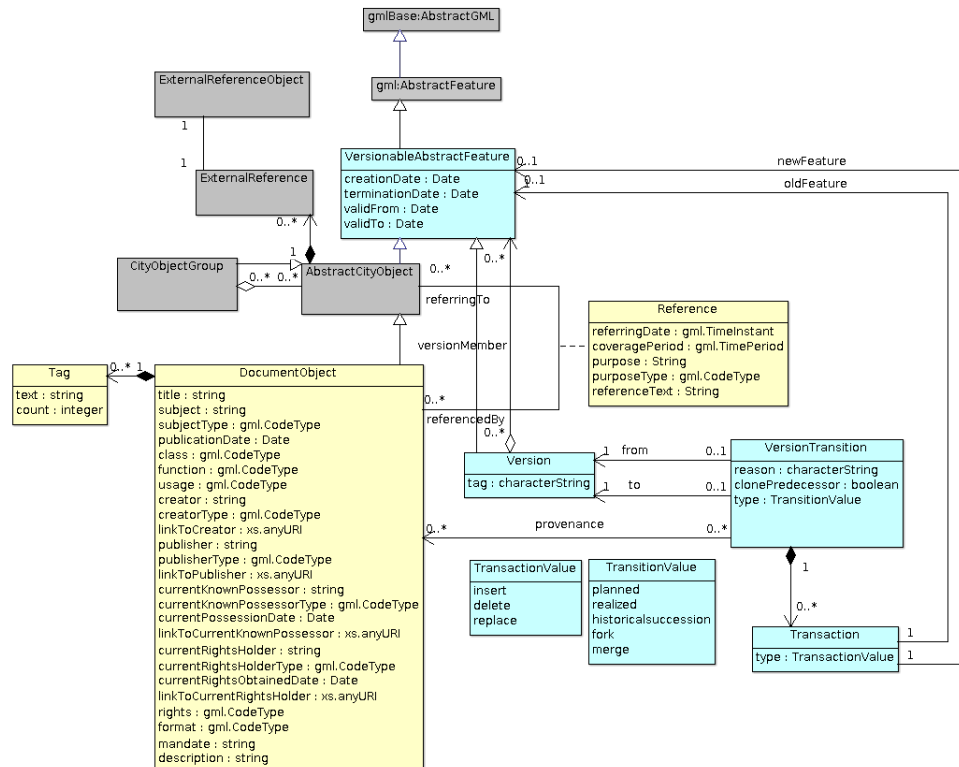 gmlBase:AbstractGML
gml:AbstractFeature
ExternalReferenceObject
1
1
ExternalReference
0..*
VersionableAbstractFeature
creationDate : Date
terminationDate : Date
validFrom : Date
validTo : Date
0..1
newFeature
0..1
1
oldFeature
CityObjectGroup
1
0..*
0..*
AbstractCityObject
0..*
0..*
referringTo
versionMember
Reference
referringDate : gml.TimeInstant
coveragePeriod : gml.TimePeriod
purpose : String
purposeType : gml.CodeType
referenceText : String
Tag
text : string
count : integer
0..*
1
DocumentObject
title : string
subject : string
subjectType : gml.CodeType
publicationDate : Date
class : gml.CodeType
function : gml.CodeType
usage : gml.CodeType
creator : string
creatorType : gml.CodeType
linkToCreator : xs.anyURI
publisher : string
publisherType : gml.CodeType
linkToPublisher : xs.anyURI
currentKnownPossessor : string
currentKnownPossessorType : gml.CodeType
currentPossessionDate : Date
linkToCurrentKnownPossessor : xs.anyURI
currentRightsHolder : string
currentRightsHolderType : gml.CodeType
currentRightsObtainedDate : Date
linkToCurrentRightsHolder : xs.anyURI
rights : gml.CodeType
format : gml.CodeType
mandate : string
description : string
0..*
referencedBy
0..*
Version
tag : characterString
1
from
0..1
1
to
0..1
0..*
provenance
0..*
VersionTransition
reason : characterString
clonePredecessor : boolean
type : TransitionValue
TransactionValue
insert
delete
replace
TransitionValue
planned
realized
historicalsuccession
fork
merge
1
0..*
Transaction
type : TransactionValue
1
1